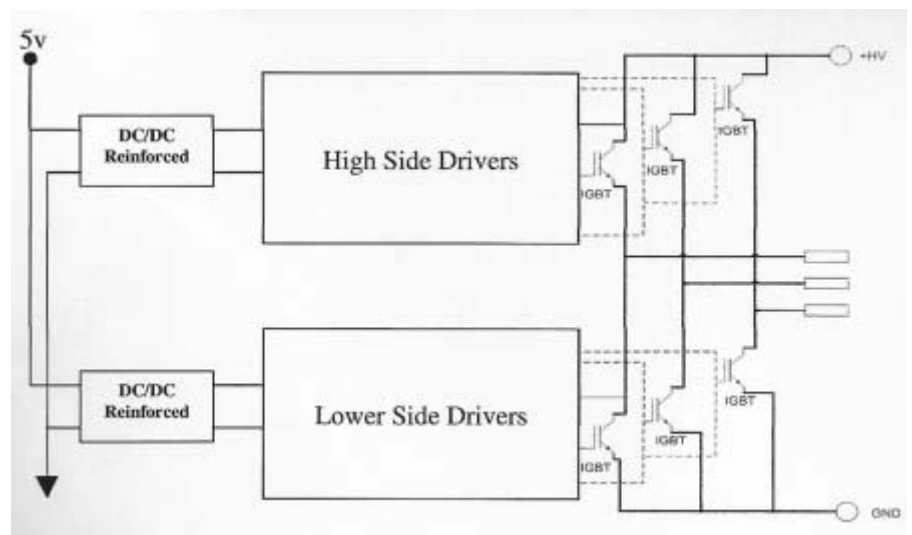 5v
+HV
DC/DC
Reinforced
High Side Drivers
IGBT
IGBT
IGBT
DC/DC
Reinforced
Lower Side Drivers
IGBT
IGBT
IGBT
GND